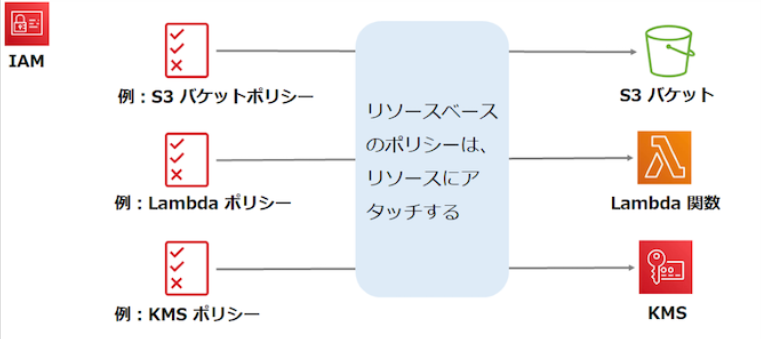 IAM
例：S3 バケットポリシー
例：Lambda ポリシー
例：KMS ポリシー
リソースベース
のポリシーは、
リソースにア
タッチする
S3 バケット
Lambda 関数
KMS